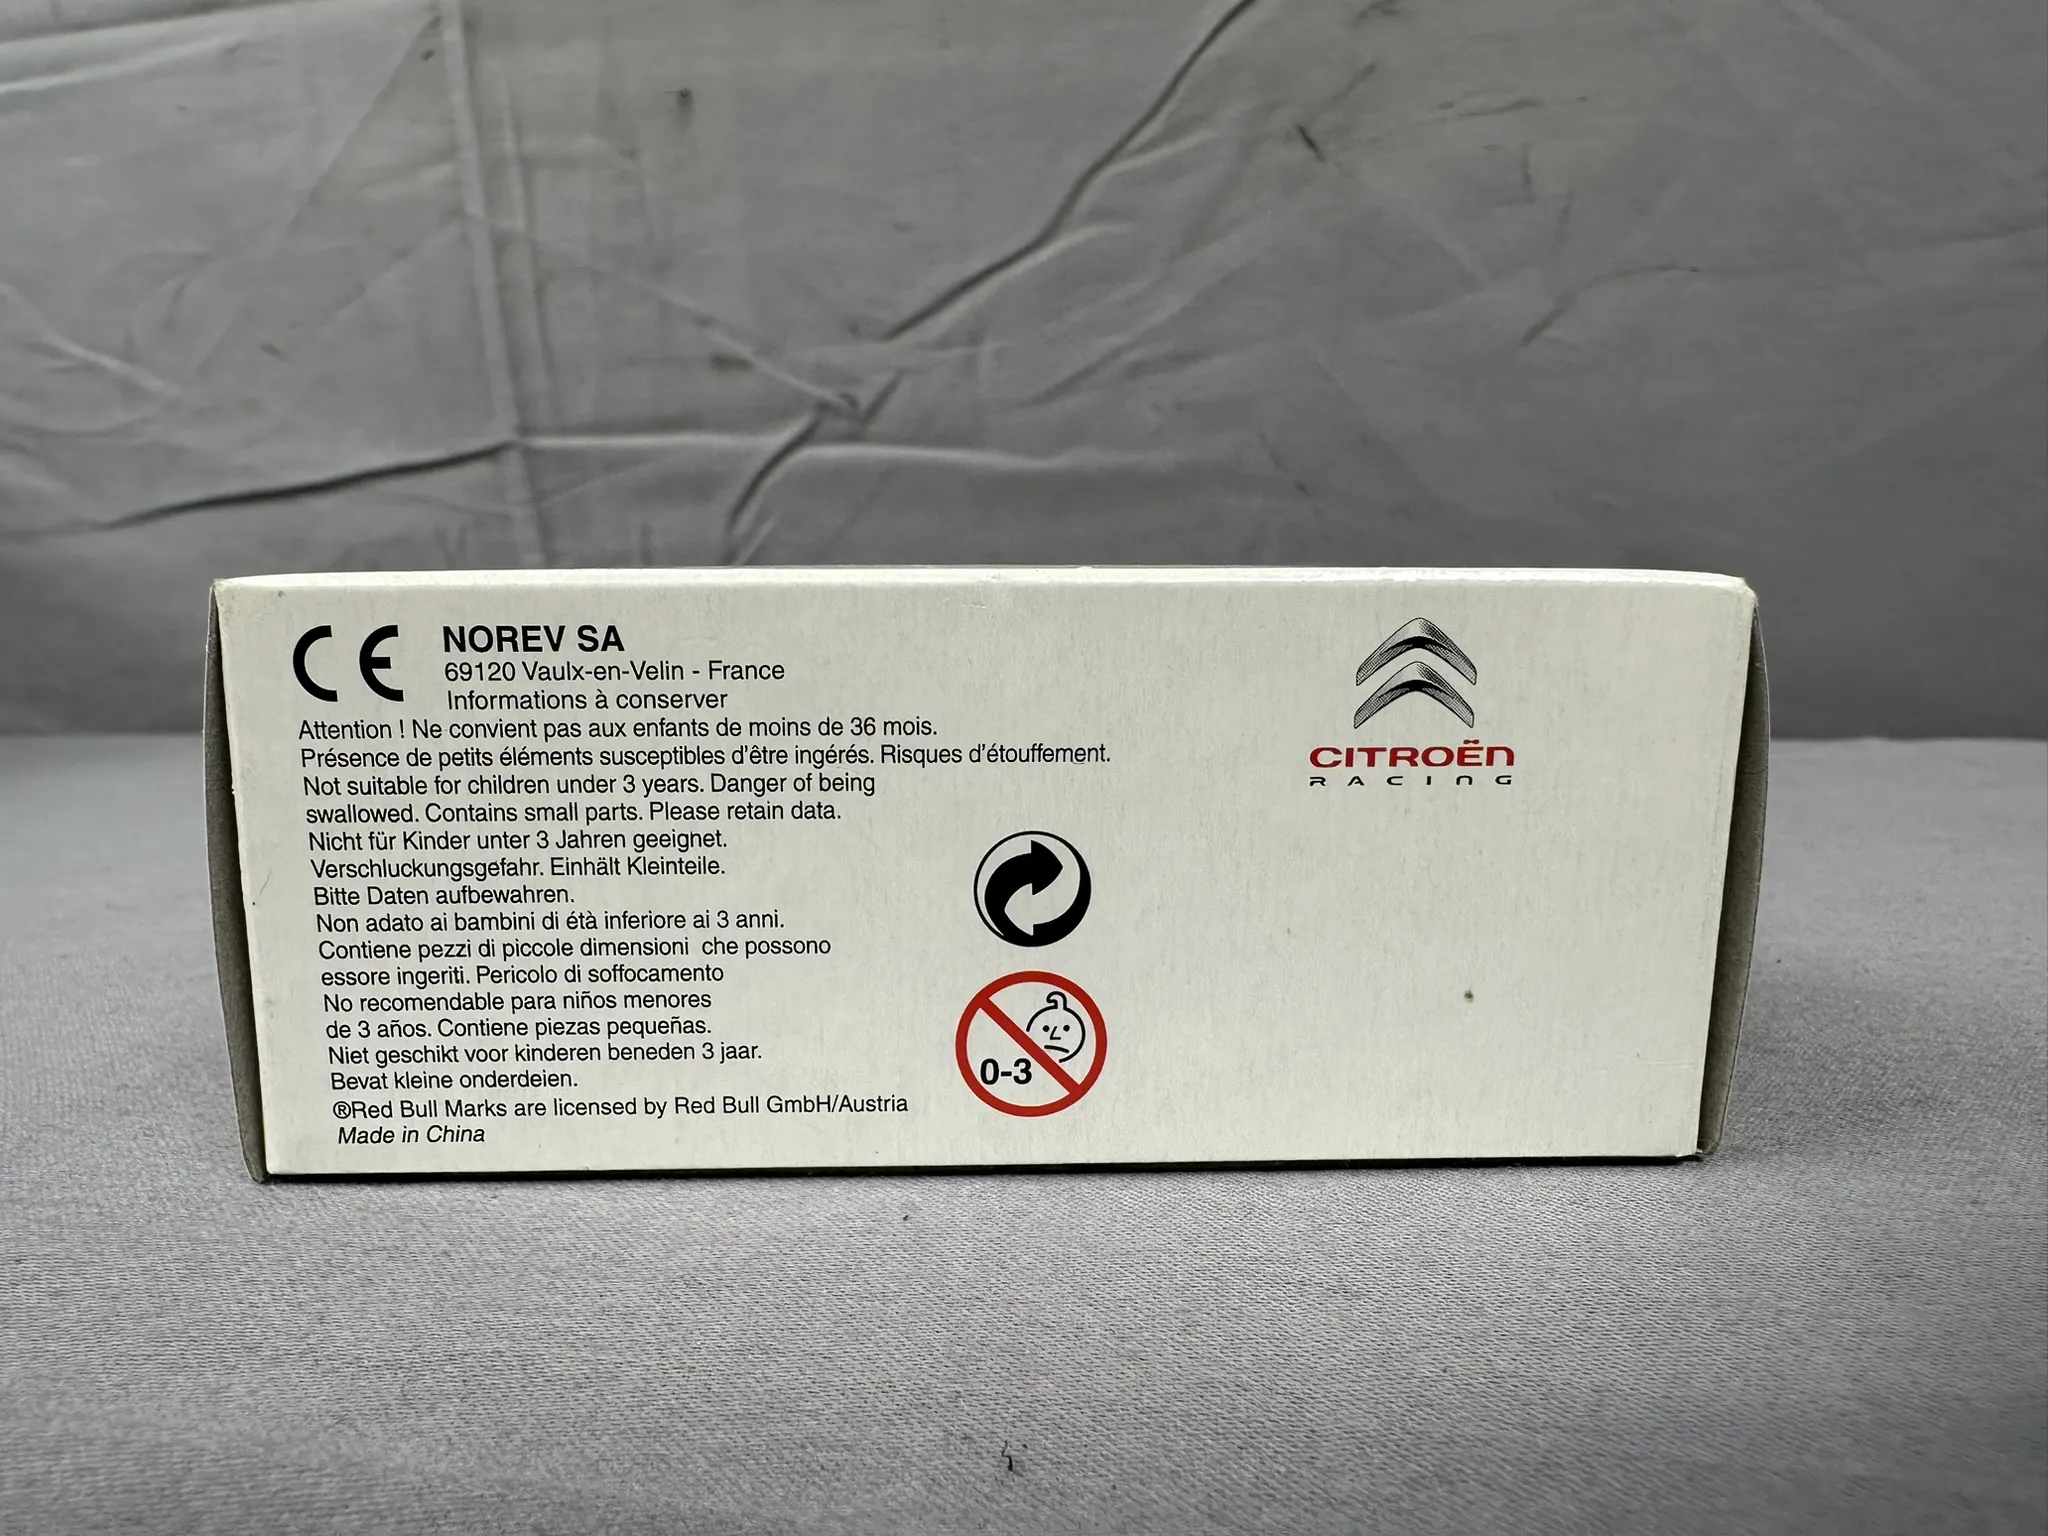 CE
NOREV SA
69120 Vaulx-en-Velin - France
Informations à conserver
Attention ! Ne convient pas aux enfants de moins de 36 mois.
Présence de petits éléments susceptibles d'être ingérés. Risques d'étouffement.
Not suitable for children under 3 years. Danger of being
swallowed. Contains small parts. Please retain data.
Nicht für Kinder unter 3 Jahren geeignet.
Verschluckungsgefahr. Einhält Kleinteile.
Bitte Daten aufbewahren.
Non adato ai bambini di étà inferiore ai 3 anni.
Contiene pezzi di piccole dimensioni che possono
essore ingeriti. Pericolo di soffocamento
No recomendable para niños menores
de 3 años. Contiene piezas pequeñas.
Niet geschikt voor kinderen beneden 3 jaar.
Bevat kleine onderdeien.
®Red Bull Marks are licensed by Red Bull GmbH/Austria
Made in China
0-3
CITROËN
RACING